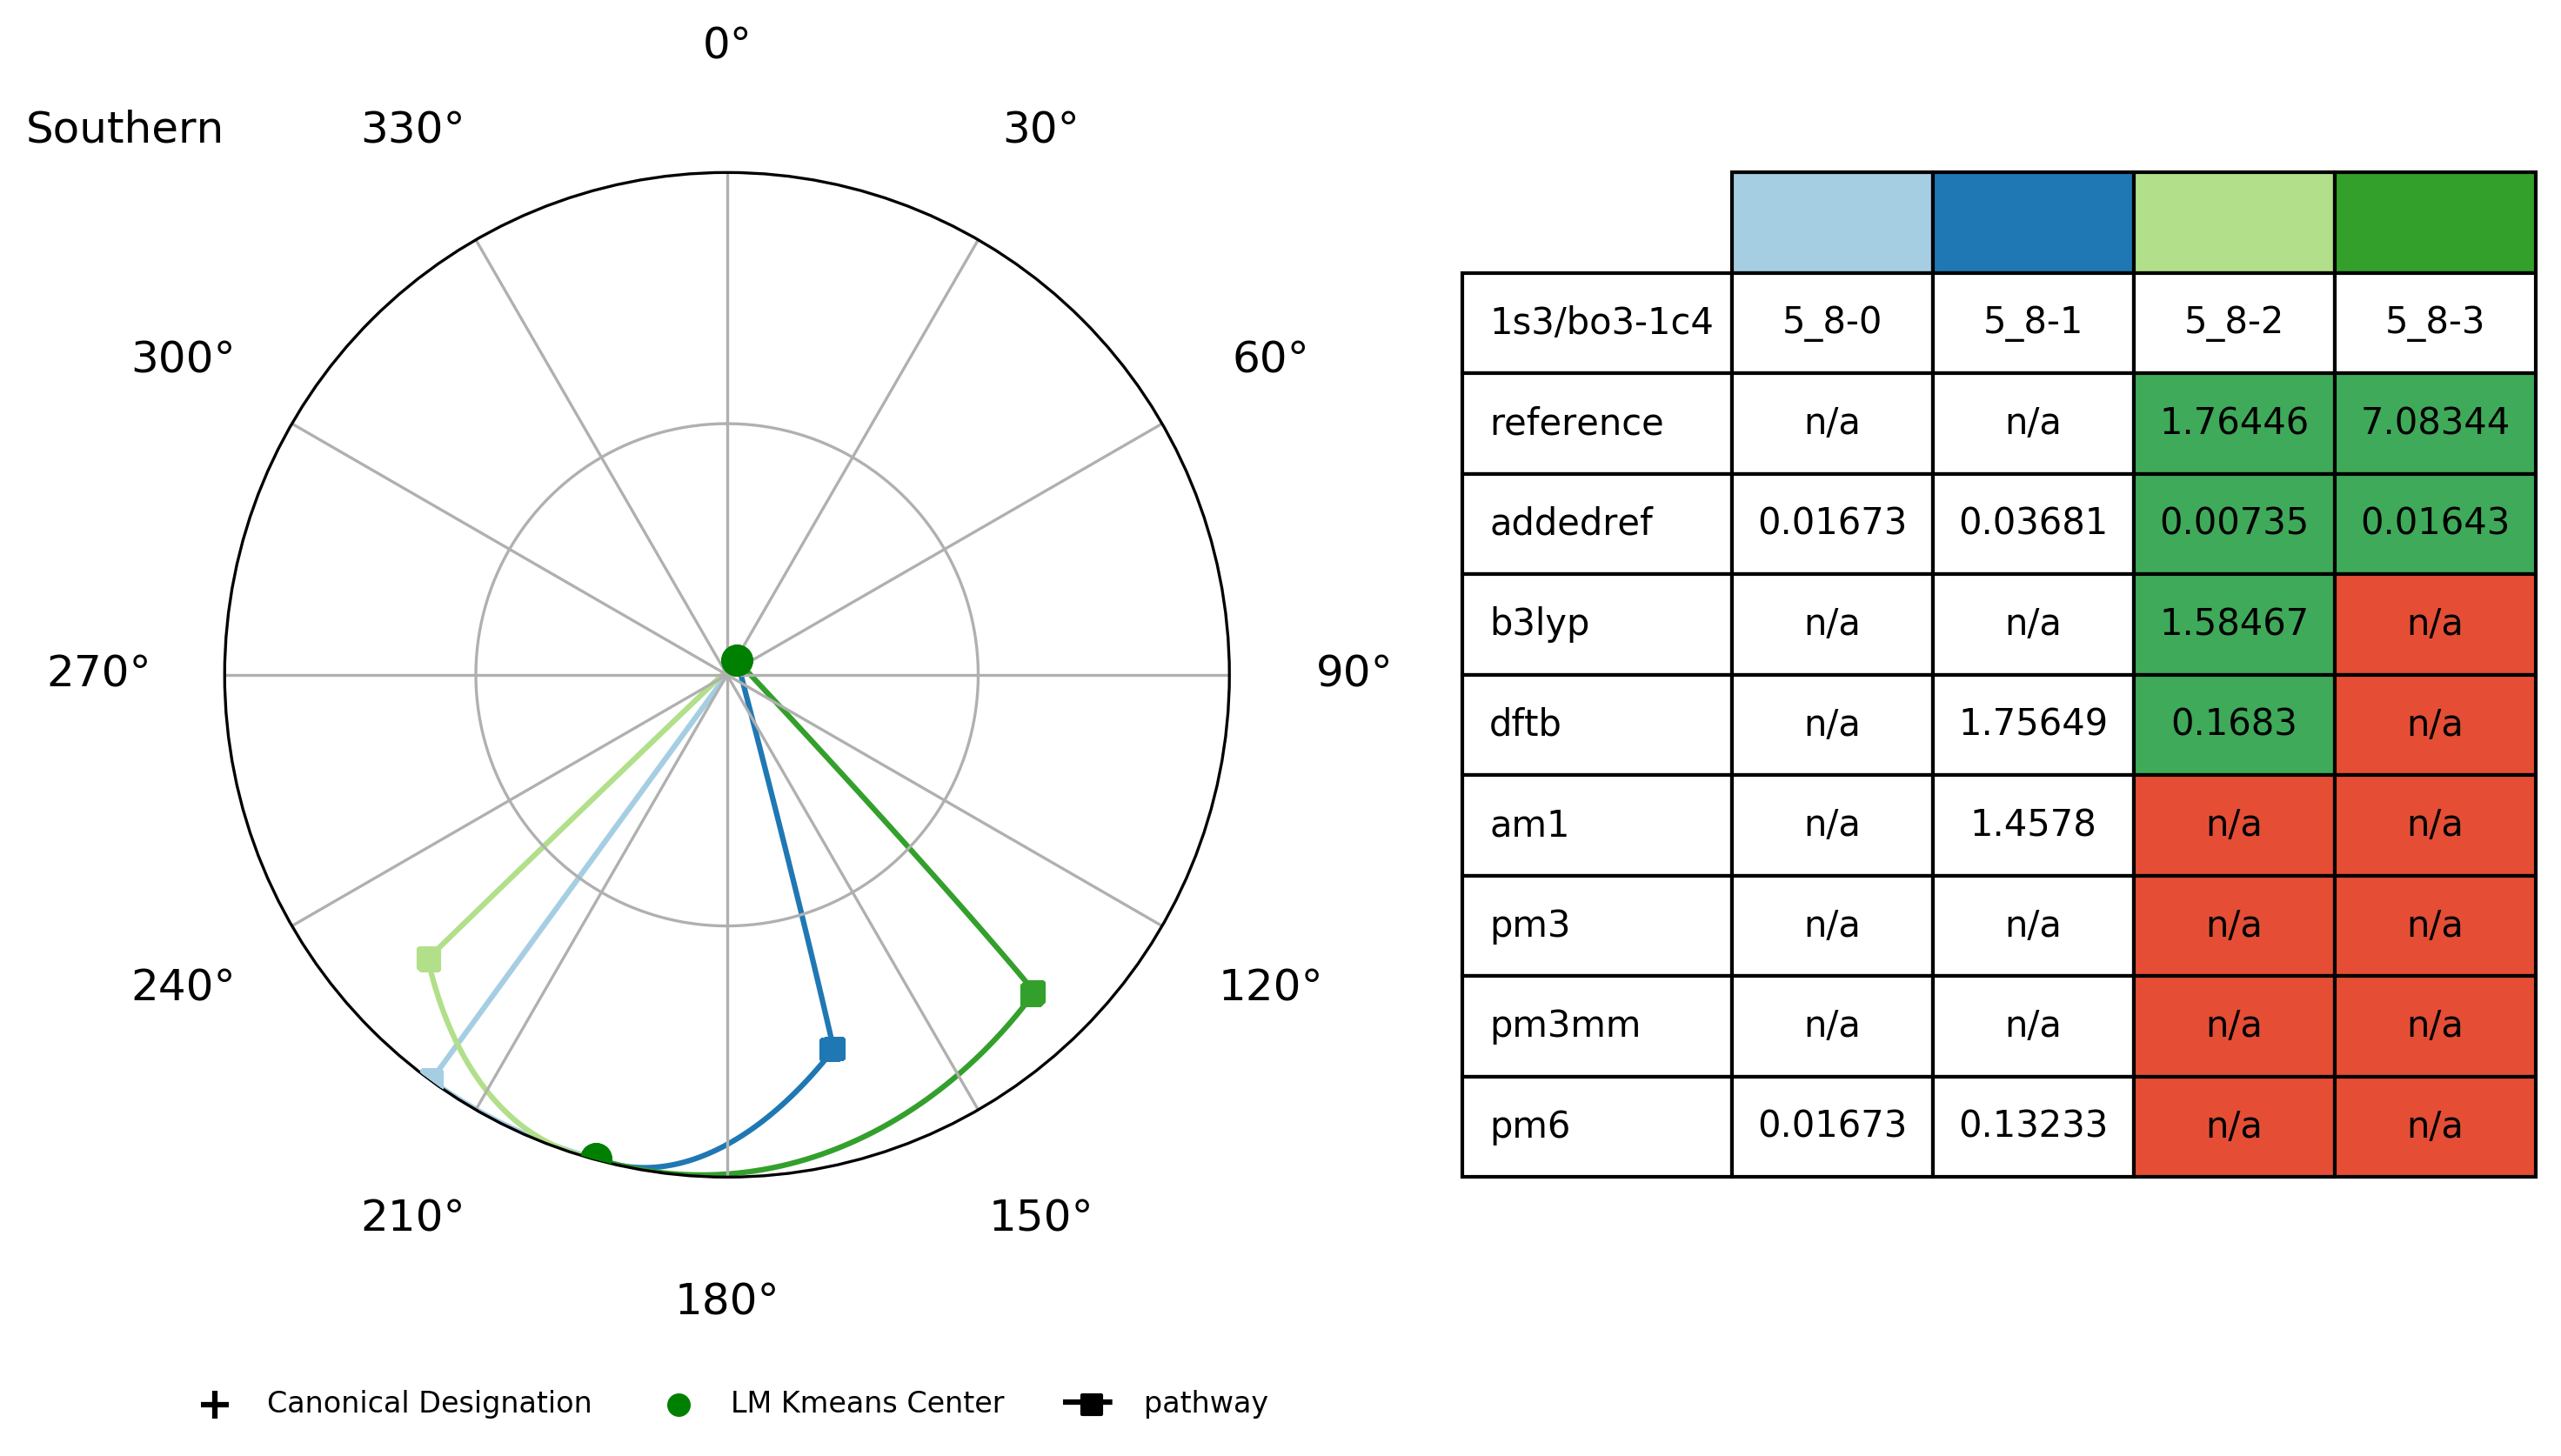 0°
Southern 330° 30°
300° 60°
270° 90°
240° 120°
210° 150°
180°
Canonical Designation LM Kmeans Center pathway
1s3/bo3-1c4 5_8-0 5_8-1 5_8-2 5_8-3
reference n/a n/a 1.76446 7.08344
addedref 0.01673 0.03681 0.00735 0.01643
b3lyp n/a n/a 1.58467 n/a
dftb n/a 1.75649 0.1683 n/a
am1 n/a 1.4578 n/a n/a
pm3 n/a n/a n/a n/a
pm3mm n/a n/a n/a n/a
pm6 0.01673 0.13233 n/a n/a